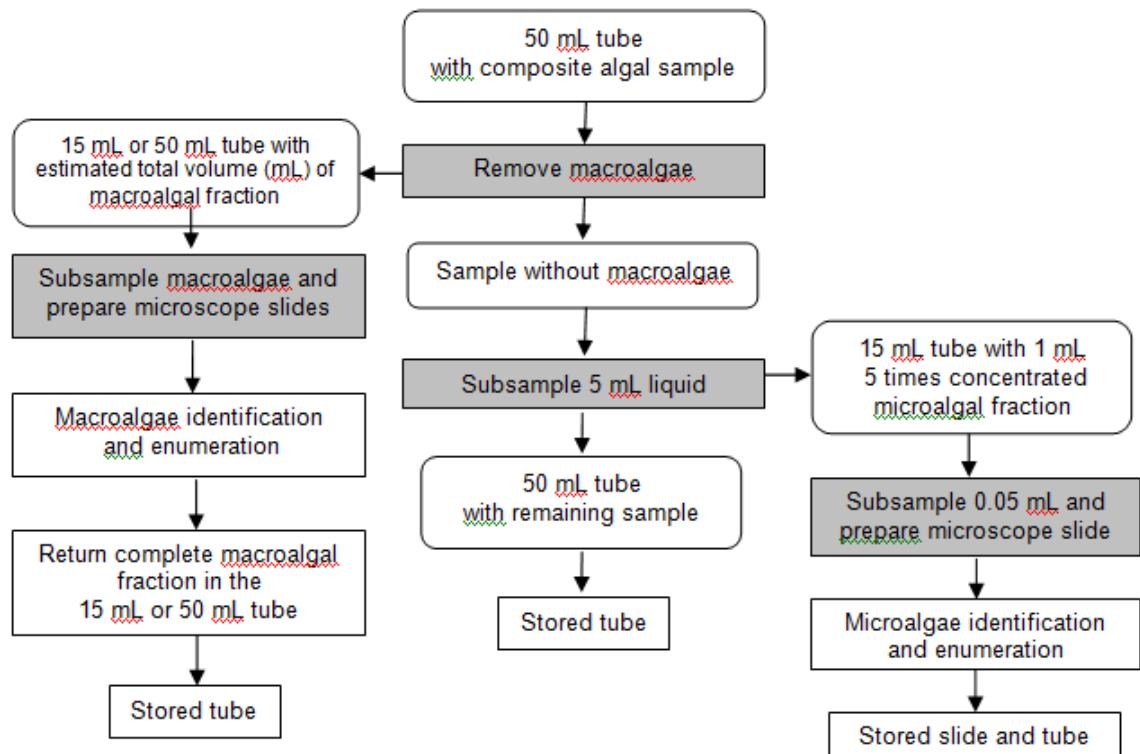 50 mL tube
with composite algal sample
15 mL or 50 mL tube with
estimated total volume (mL) of
macroalgal fraction
Remove macroalgae
Subsample macroalgae and
prepare microscope slides
Sample without macroalgae
Macroalgae identification
and enumeration
Subsample 5 mL liquid
15 mL tube with 1 mL
5 times concentrated
microalgal fraction
Return complete macroalgal
fraction in the
15 mL or 50 mL tube
50 mL tube
with remaining sample
Subsample 0.05 mL and
prepare microscope slide
Stored tube
Stored tube
Microalgae identification
and enumeration
Stored slide and tube